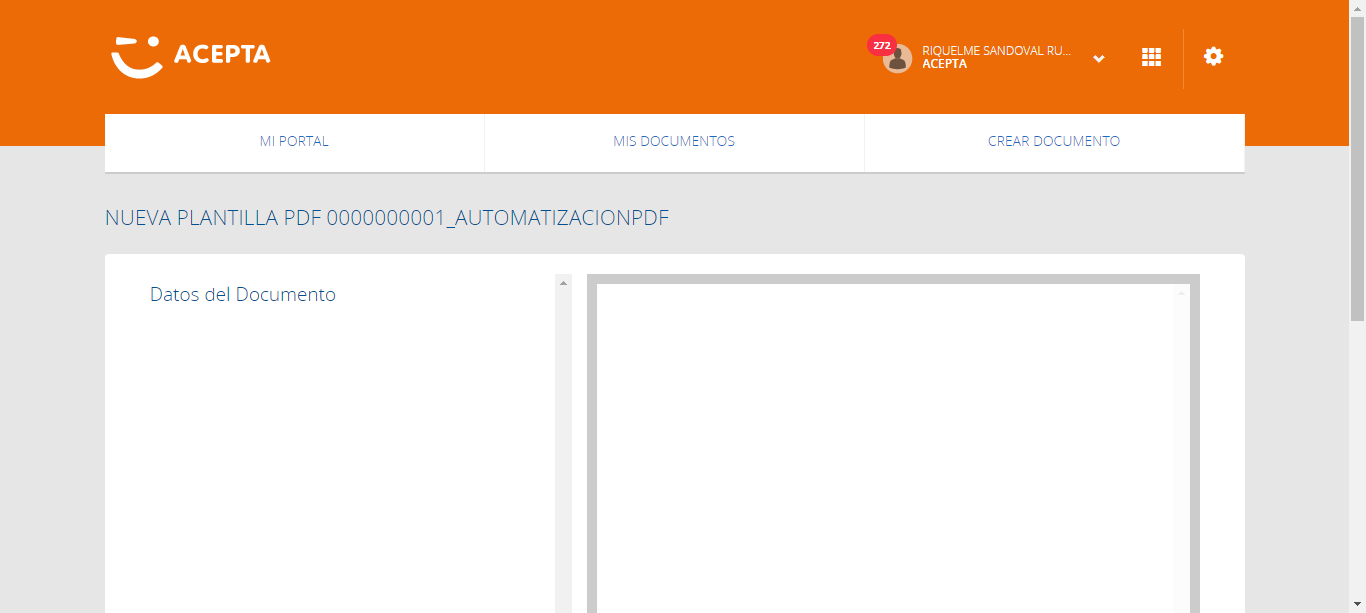 ACEPTA
272
RIQUELME SANDOVAL RU...
ACEPTA
MI PORTAL
MIS DOCUMENTOS
CREAR DOCUMENTO
NUEVA PLANTILLA PDF 0000000001_AUTOMATIZACIONPDF
Datos del Documento